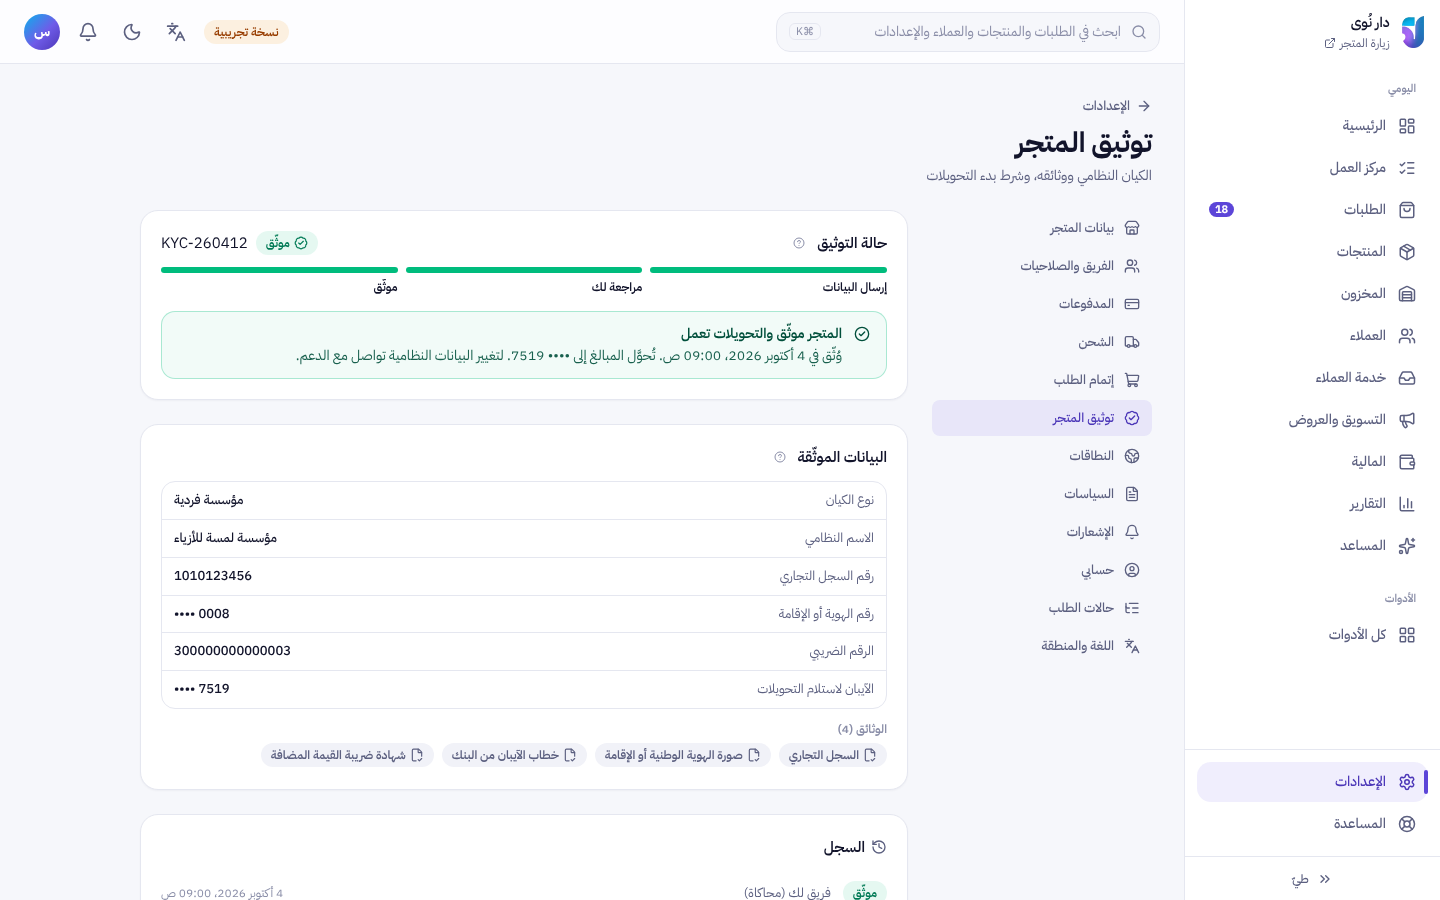 دار نُوى
زيارة المتجر
ابحث في الطلبات والمنتجات والعملاء والإعدادات
⌘K
نسخة تجريبية
س
اليومي
الرئيسية
مركز العمل
الطلبات
18
المنتجات
المخزون
العملاء
خدمة العملاء
التسويق والعروض
المالية
التقارير
المساعد
الأدوات
كل الأدوات
الإعدادات
المساعدة
طيّ
الإعدادات
توثيق المتجر
الكيان النظامي ووثائقه، وشرط بدء التحويلات
بيانات المتجر
الفريق والصلاحيات
المدفوعات
الشحن
إتمام الطلب
توثيق المتجر
النطاقات
السياسات
الإشعارات
حسابي
حالات الطلب
اللغة والمنطقة
حالة التوثيق
موثّق
KYC-260412
إرسال البيانات
مراجعة لك
موثّق
المتجر موثّق والتحويلات تعمل
وُثّق في 4 أكتوبر 2026، 09:00 ص. تُحوَّل المبالغ إلى •••• 7519. لتغيير البيانات النظامية تواصل مع الدعم.
البيانات الموثّقة
نوع الكيان مؤسسة فردية
الاسم النظامي مؤسسة لمسة للأزياء
رقم السجل التجاري 1010123456
رقم الهوية أو الإقامة •••• 0008
الرقم الضريبي 300000000000003
الآيبان لاستلام التحويلات •••• 7519
الوثائق (4)
السجل التجاري
صورة الهوية الوطنية أو الإقامة
خطاب الآيبان من البنك
شهادة ضريبة القيمة المضافة
السجل
موثّق فريق لك (محاكاة) 4 أكتوبر 2026، 09:00 ص